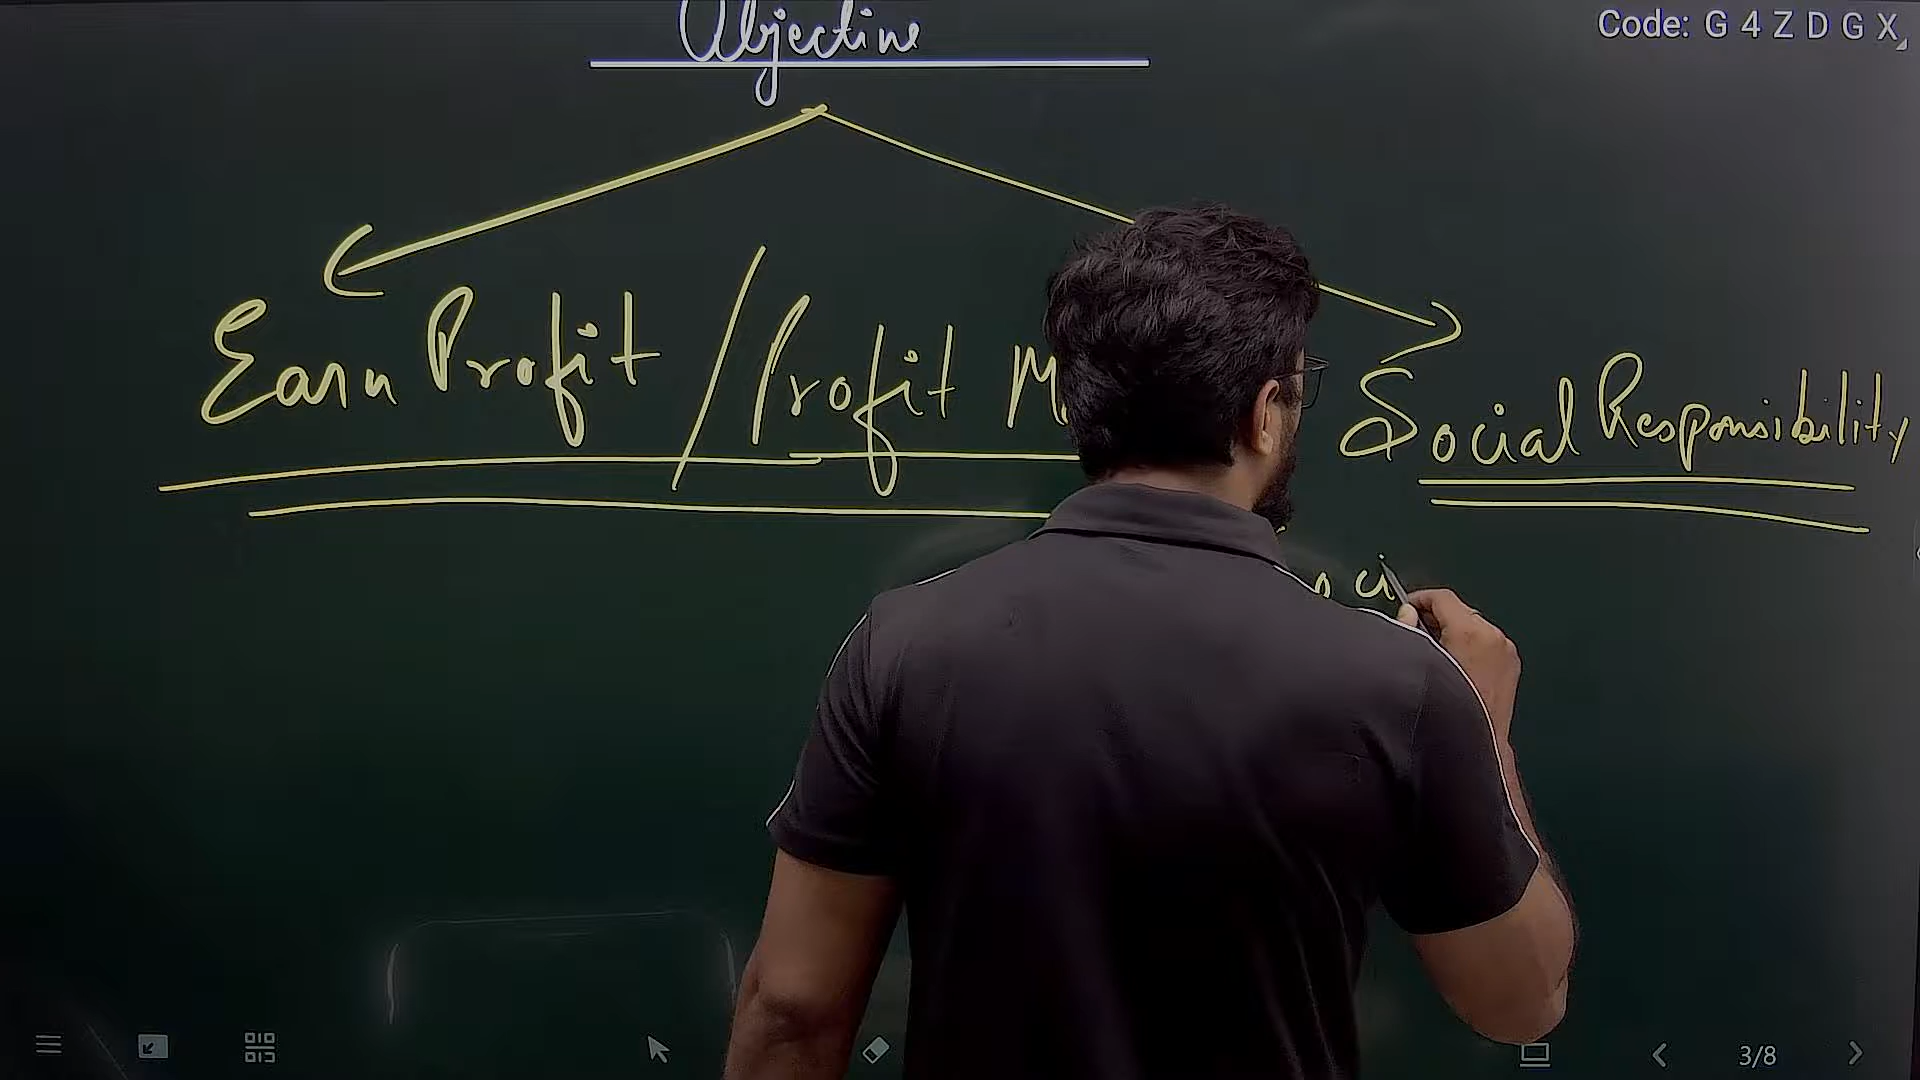 Objective
Code: G 4 Z D G X
Earn Profit / Profit
Social Responsibility
3/8